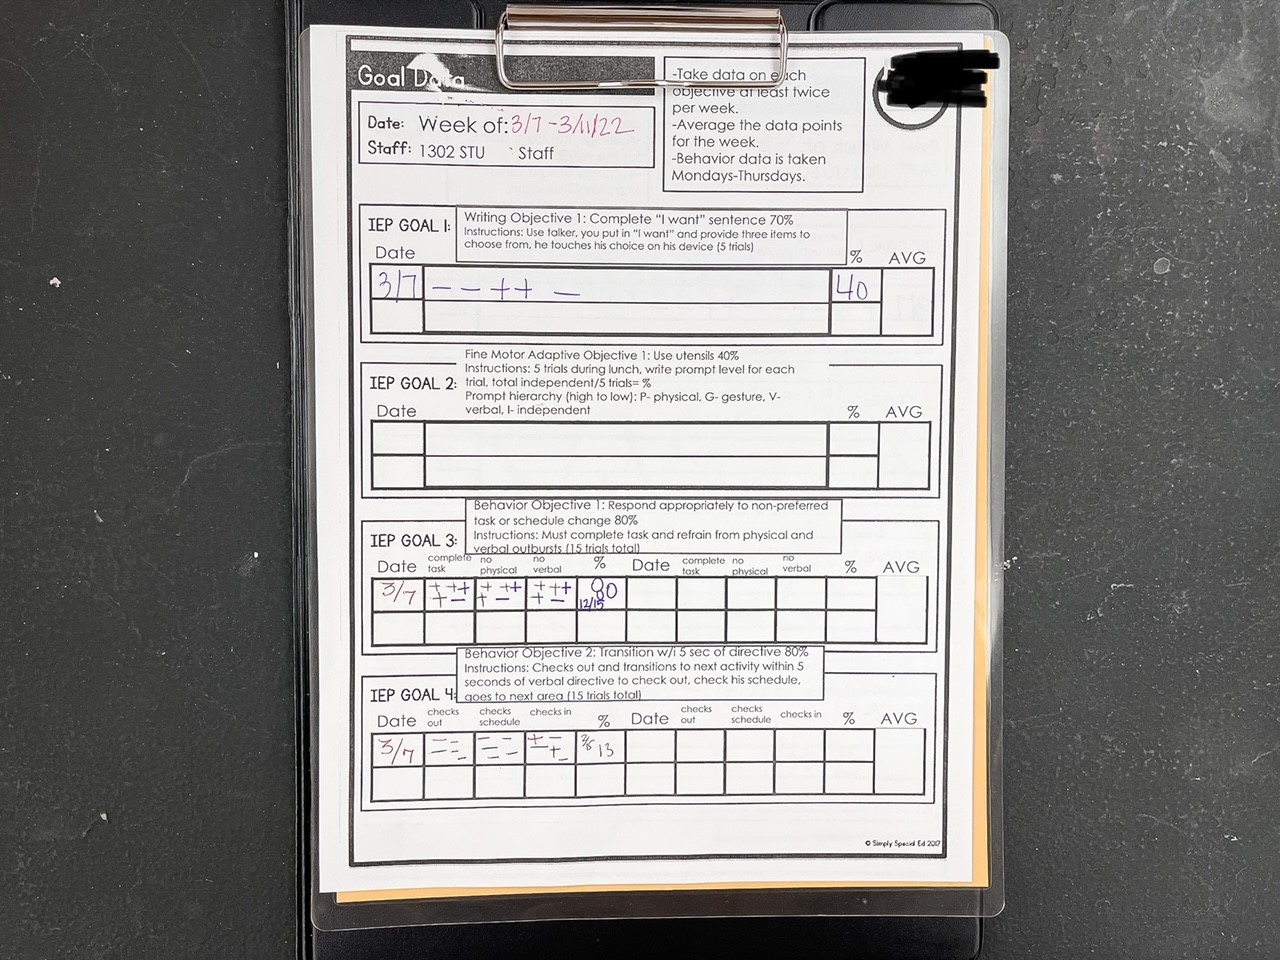 Goal Data
-Take data on each
objective at least twice
per week.
-Average the data points
for the week.
-Behavior data is taken
Mondays-Thursdays.
Date: Week of: 3/7 - 3/11/22
Staff: 1302 STU Staff
IEP GOAL 1:
Writing Objective 1: Complete “I want” sentence 70%
Instructions: Use talker, you put in “I want” and provide three items to
choose from, he touches his choice on his device (5 trials)
Date % AVG
3/7 — — + + — 40
IEP GOAL 2:
Fine Motor Adaptive Objective 1: Use utensils 40%
Instructions: 5 trials during lunch, write prompt level for each
trial, total independent/5 trials= %
Prompt hierarchy (high to low): P- physical, G- gesture, V-
verbal, I- independent
Date % AVG
IEP GOAL 3:
Behavior Objective 1: Respond appropriately to non-preferred
task or schedule change 80%
Instructions: Must complete task and refrain from physical and
verbal outbursts (15 trials total)
Date complete task no physical no verbal % Date complete task no physical no verbal % AVG
3/7 + + + + — + + + + — + + + + — 80 12/15
IEP GOAL 4:
Behavior Objective 2: Transition w/i 5 sec of directive 80%
Instructions: Checks out and transitions to next activity within 5
seconds of verbal directive to check out, check his schedule,
goes to next area (15 trials total)
Date checks out checks schedule checks in % Date checks out checks schedule checks in % AVG
3/7 — — — — — — — — — — + — — + — 13
© Simply Special Ed 2017